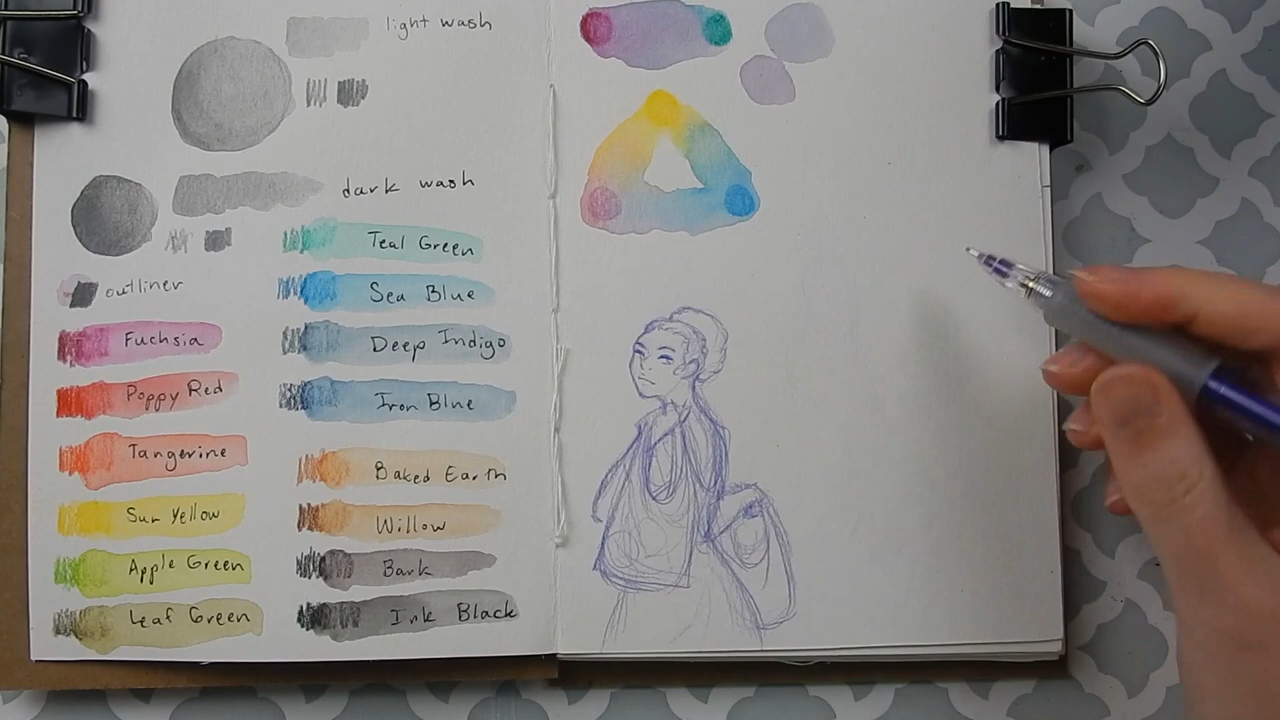 light wash
dark wash
outliner
Fuchsia
Poppy Red
Tangerine
Sun Yellow
Apple Green
Leaf Green
Teal Green
Sea Blue
Deep Indigo
Iron Blue
Baked Earth
Willow
Bark
Ink Black